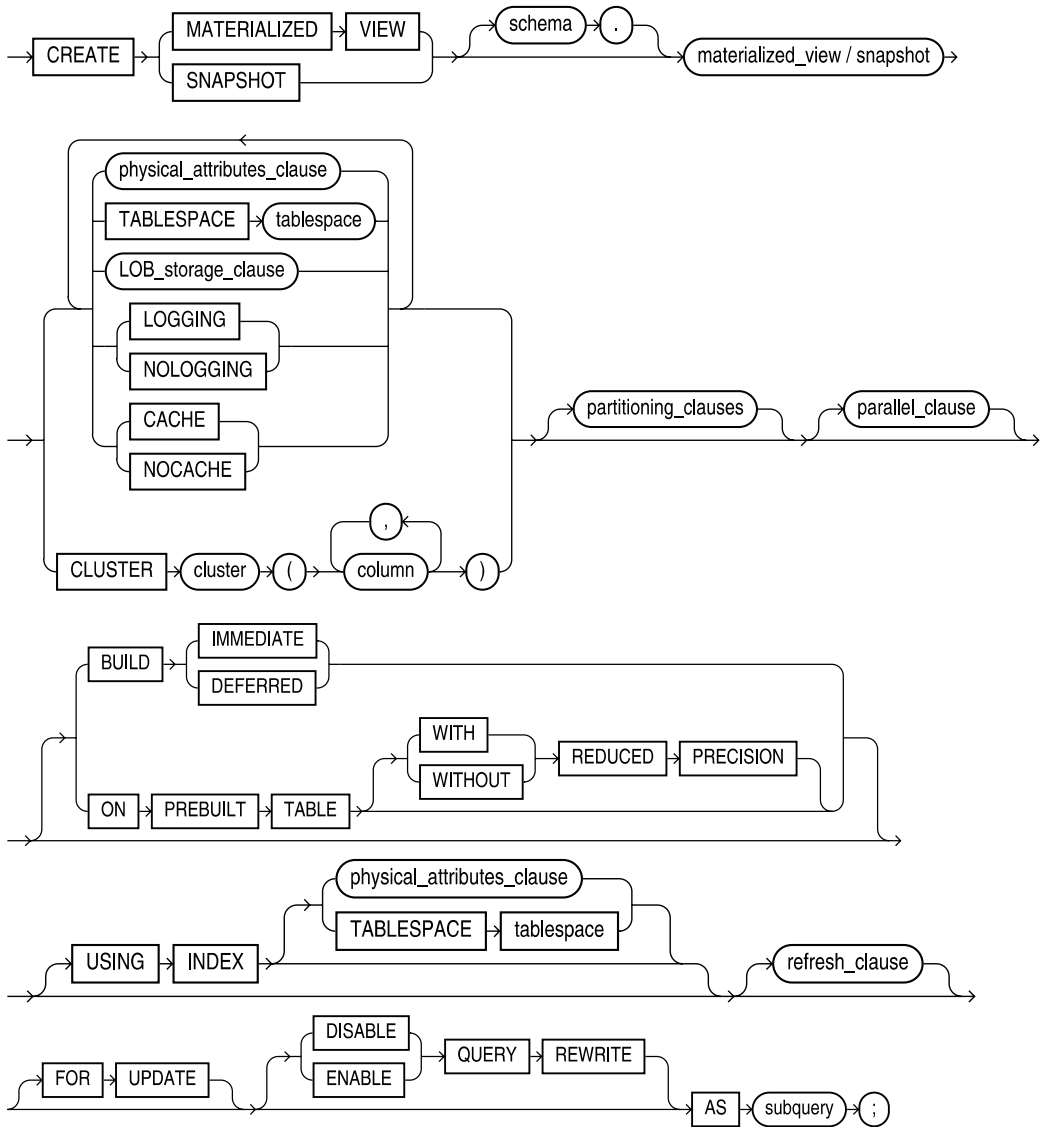 MATERIALIZED VIEW schema .
CREATE materialized_view / snapshot
SNAPSHOT
physical_attributes_clause
TABLESPACE tablespace
LOB_storage_clause
LOGGING
NOLOGGING
CACHE partitioning_clauses parallel_clause
NOCACHE
,
CLUSTER cluster ( column )
IMMEDIATE
BUILD
DEFERRED
WITH
REDUCED PRECISION
WITHOUT
ON PREBUILT TABLE
physical_attributes_clause
TABLESPACE tablespace
USING INDEX refresh_clause
DISABLE
FOR UPDATE QUERY REWRITE
ENABLE
AS subquery ;